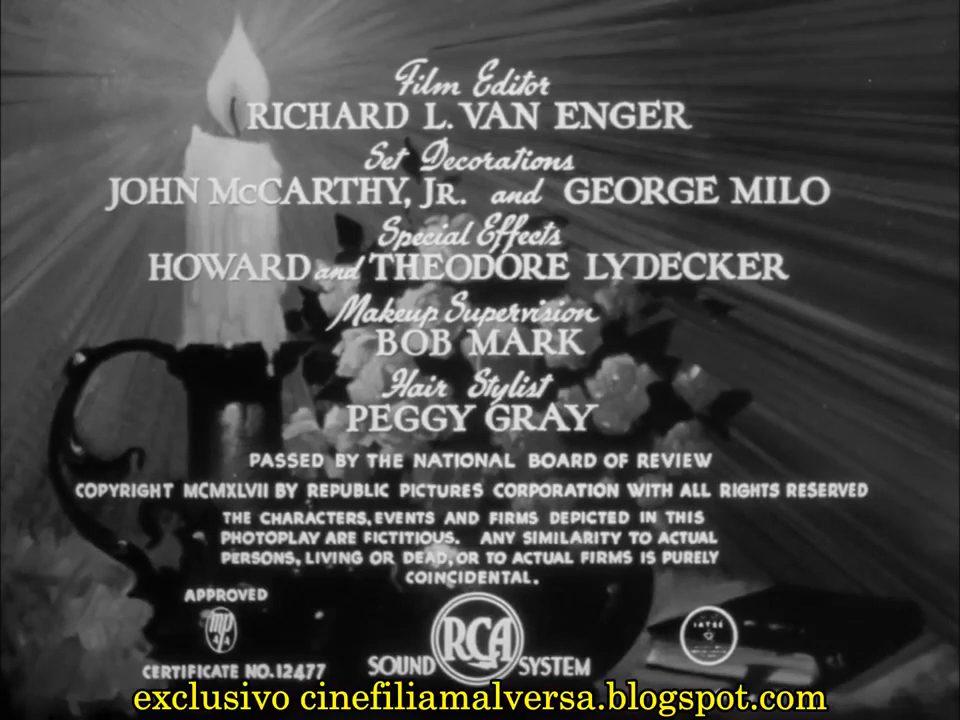 Film Editor
RICHARD L. VAN ENGER
Set Decorations
JOHN McCARTHY, JR. and GEORGE MILO
Special Effects
HOWARD and THEODORE LYDECKER
Makeup Supervision
BOB MARK
Hair Stylist
PEGGY GRAY
PASSED BY THE NATIONAL BOARD OF REVIEW
COPYRIGHT MCMXLVII BY REPUBLIC PICTURES CORPORATION WITH ALL RIGHTS RESERVED
THE CHARACTERS, EVENTS AND FIRMS DEPICTED IN THIS
PHOTOPLAY ARE FICTITIOUS. ANY SIMILARITY TO ACTUAL
PERSONS, LIVING OR DEAD, OR TO ACTUAL FIRMS IS PURELY
COINCIDENTAL.
APPROVED
CERTIFICATE NO. 12477
RCA
SOUND SYSTEM
IATSE
exclusivo cinefiliamalversa.blogspot.com